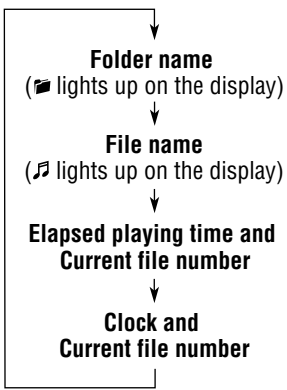 Folder name
( lights up on the display)
File name
( lights up on the display)
Elapsed playing time and
Current file number
Clock and
Current file number